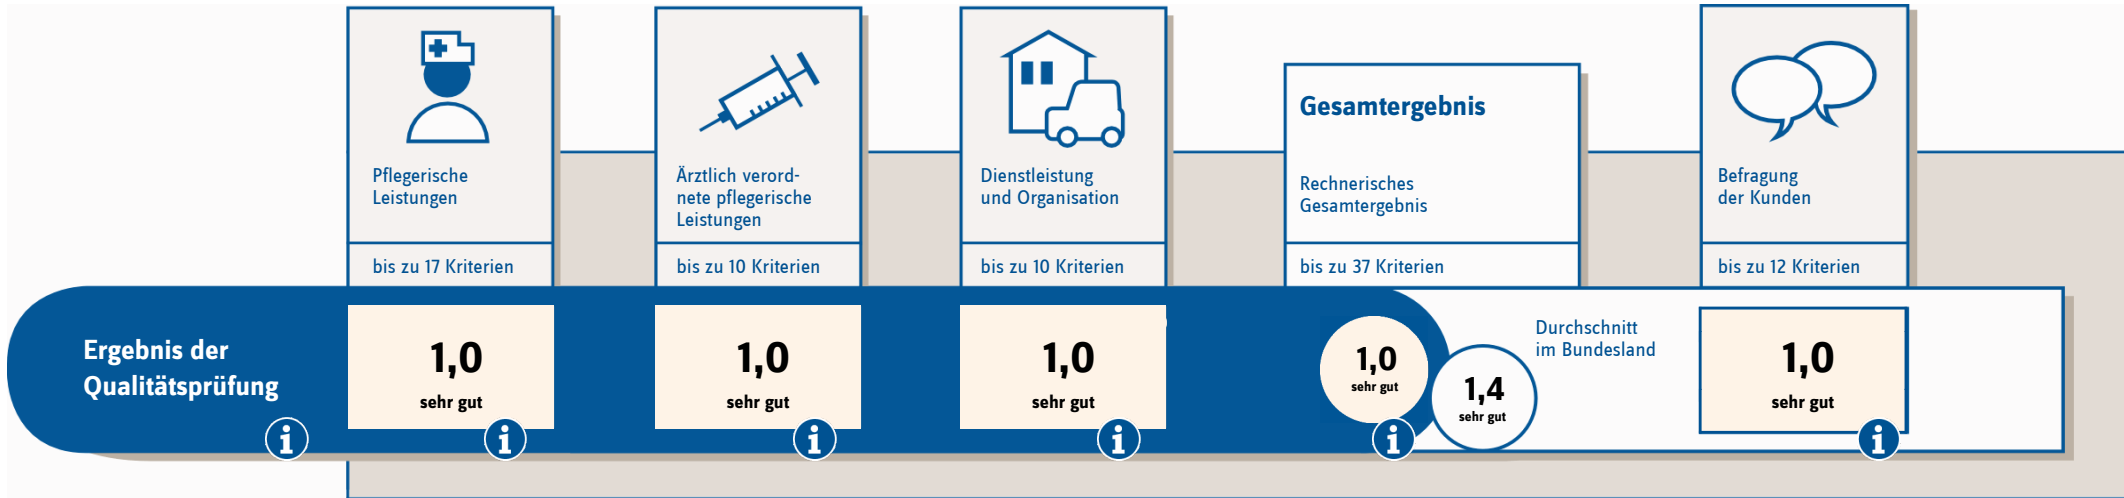 Pflegerische
Leistungen
bis zu 17 Kriterien
Ärztlich verord-
nete pflegerische
Leistungen
bis zu 10 Kriterien
Dienstleistung
und Organisation
bis zu 10 Kriterien
Gesamtergebnis
Rechnerisches
Gesamtergebnis
bis zu 37 Kriterien
Befragung
der Kunden
bis zu 12 Kriterien
Ergebnis der
Qualitätsprüfung
i
1,0
sehr gut
i
1,0
sehr gut
i
1,0
sehr gut
i
1,0
sehr gut
i
1,4
sehr gut
Durchschnitt
im Bundesland
1,0
sehr gut
i